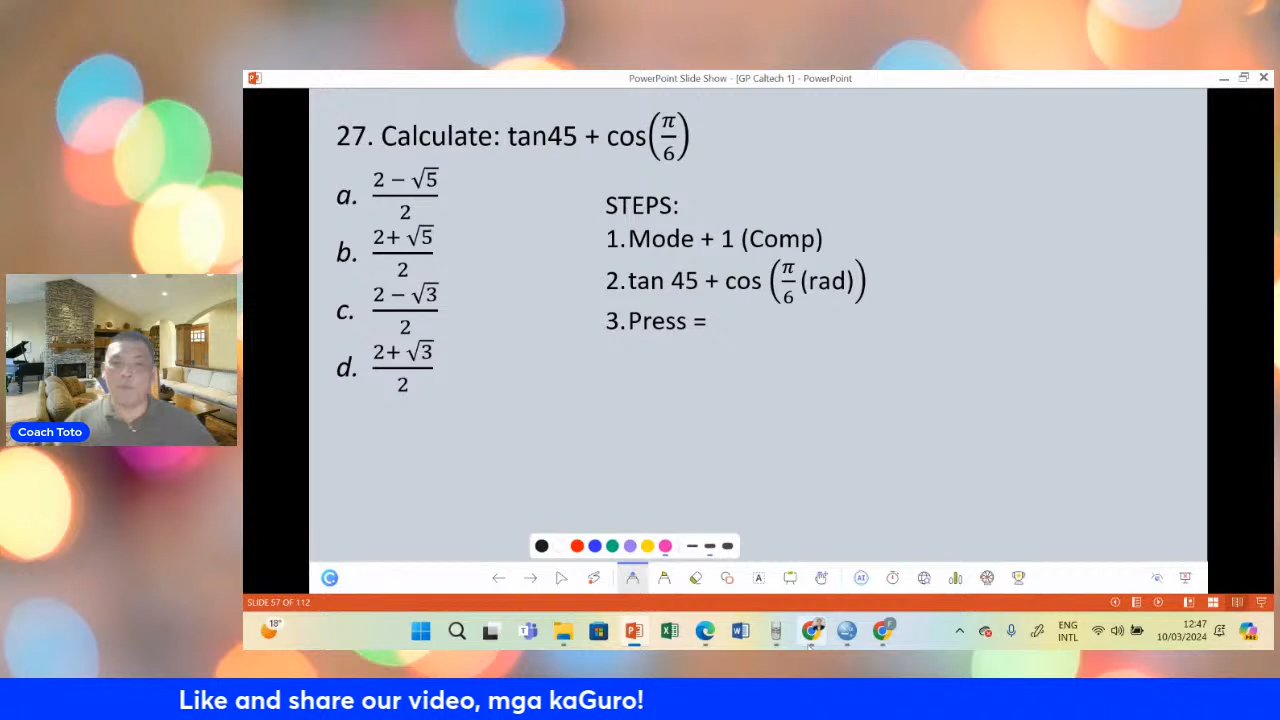 PowerPoint Slide Show - [GP Caltech 1] - PowerPoint
27. Calculate: tan45 + cos(π/6)
a. (2 − √5)/2
b. (2+ √5)/2
c. (2 − √3)/2
d. (2+ √3)/2
STEPS:
1.Mode + 1 (Comp)
2.tan 45 + cos (π/6 (rad))
3.Press =
Coach Toto
A
AI
SLIDE 57 OF 112
18°
ENG
INTL
12:47
10/03/2024
Like and share our video, mga kaGuro!